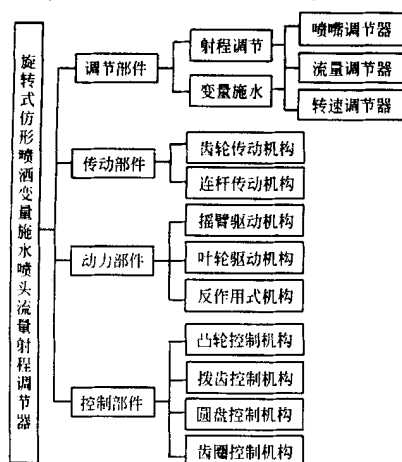 旋转式仿形喷洒变量施水喷头流量射程调节器
调节部件
射程调节
变量施水
喷嘴调节器
流量调节器
转速调节器
传动部件
齿轮传动机构
连杆传动机构
动力部件
摇臂驱动机构
叶轮驱动机构
反作用式机构
控制部件
凸轮控制机构
拨齿控制机构
圆盘控制机构
齿圈控制机构